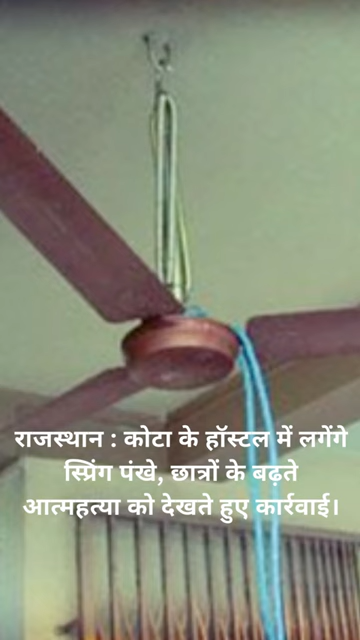 राजस्थान : कोटा के हॉस्टल में लगेंगे
स्प्रिंग पंखे, छात्रों के बढ़ते
आत्महत्या को देखते हुए कार्रवाई।